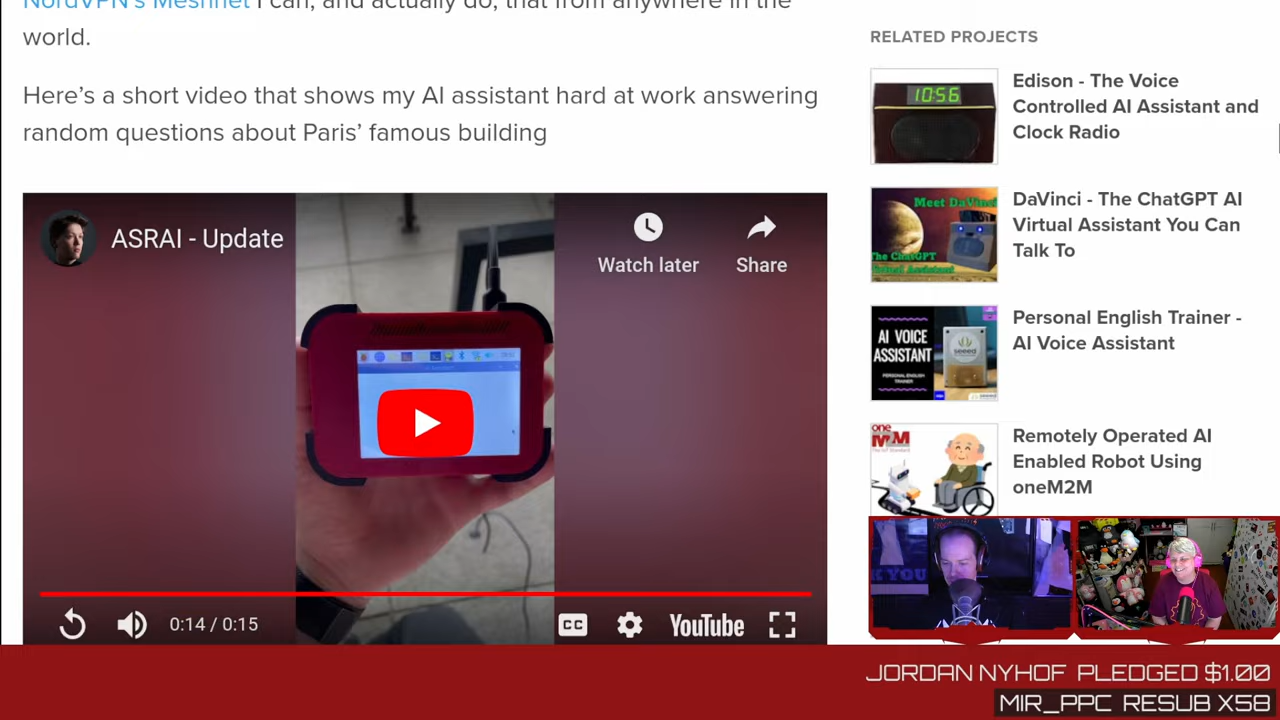 NordVPN's Meshnet I can, and actually do, that from anywhere in the
world.
Here's a short video that shows my AI assistant hard at work answering
random questions about Paris' famous building
ASRAI - Update
Watch later
Share
0:14 / 0:15
CC
YouTube
RELATED PROJECTS
10:56
Edison - The Voice
Controlled AI Assistant and
Clock Radio
Meet DaVinci
The ChatGPT
Virtual Assistant
DaVinci - The ChatGPT AI
Virtual Assistant You Can
Talk To
AI VOICE
ASSISTANT
PERSONAL ENGLISH
TRAINER
seeed
Personal English Trainer -
AI Voice Assistant
one
M2M
Remotely Operated AI
Enabled Robot Using
oneM2M
K YOU
JORDAN NYHOF PLEDGED $1.00
MIR_PPC RESUB X58